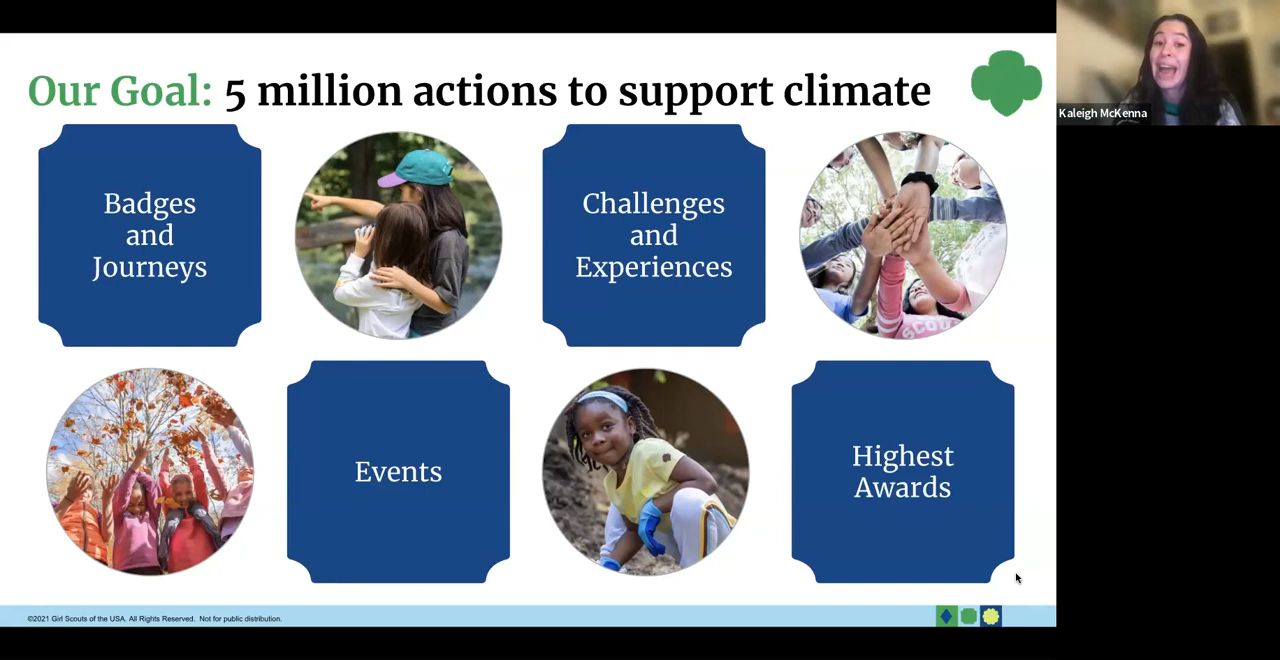 Our Goal: 5 million actions to support climate
Kaleigh McKenna
Badges
and
Journeys
Challenges
and
Experiences
SCOU
Events
Highest
Awards
©2021 Girl Scouts of the USA. All Rights Reserved. Not for public distribution.